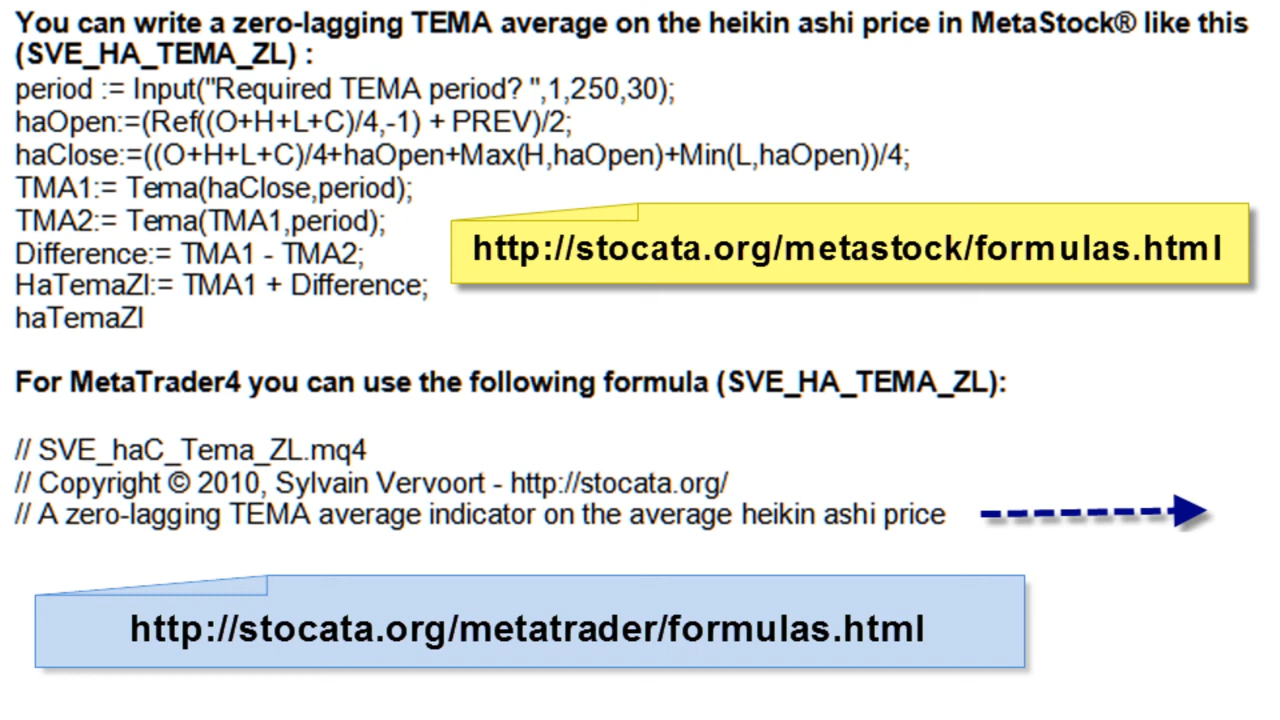 You can write a zero-lagging TEMA average on the heikin ashi price in MetaStock® like this
(SVE_HA_TEMA_ZL) :
period := Input("Required TEMA period? ",1,250,30);
haOpen:=(Ref((O+H+L+C)/4,-1) + PREV)/2;
haClose:=((O+H+L+C)/4+haOpen+Max(H,haOpen)+Min(L,haOpen))/4;
TMA1:= Tema(haClose,period);
TMA2:= Tema(TMA1,period);
Difference:= TMA1 - TMA2;
HaTemaZl:= TMA1 + Difference;
haTemaZl
http://stocata.org/metastock/formulas.html
For MetaTrader4 you can use the following formula (SVE_HA_TEMA_ZL):
// SVE_haC_Tema_ZL.mq4
// Copyright © 2010, Sylvain Vervoort - http://stocata.org/
// A zero-lagging TEMA average indicator on the average heikin ashi price
http://stocata.org/metatrader/formulas.html